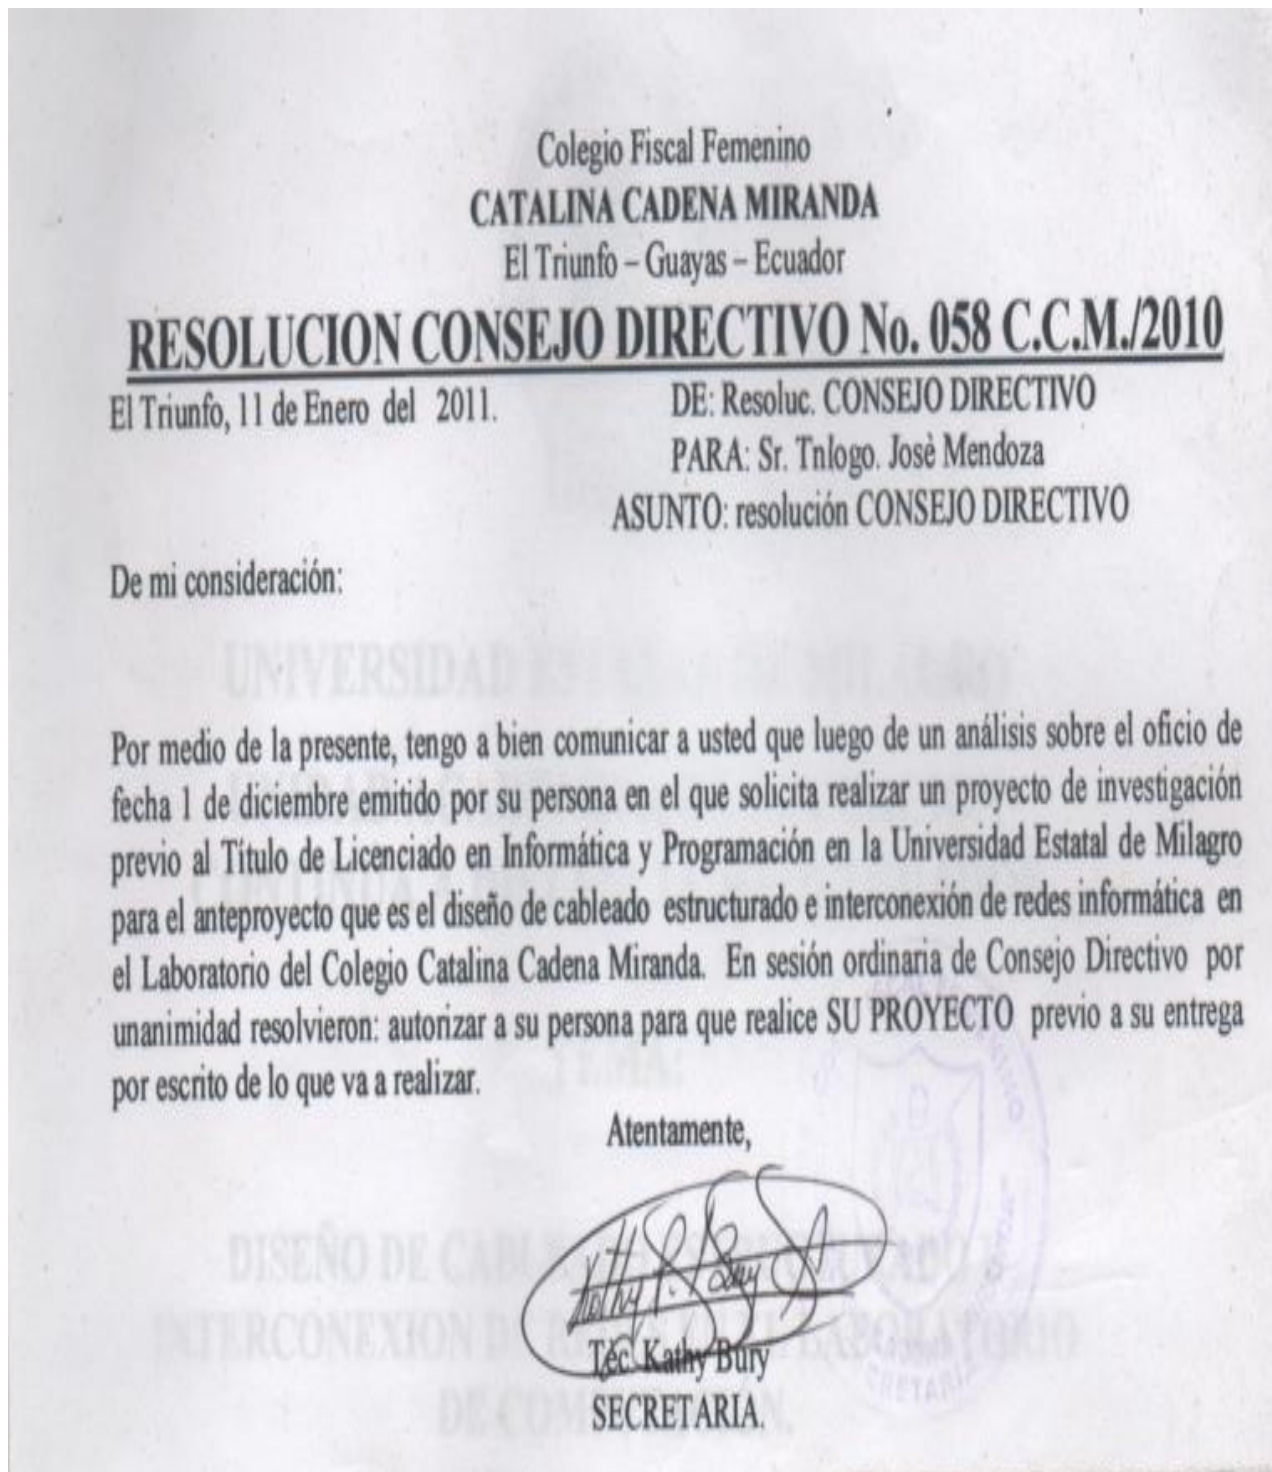 Colegio Fiscal Femenino
CATALINA CADENA MIRANDA
El Triunfo – Guayas – Ecuador
RESOLUCION CONSEJO DIRECTIVO No. 058 C.C.M./2010
El Triunfo, 11 de Enero del 2011.
DE: Resoluc. CONSEJO DIRECTIVO
PARA: Sr. Tnlogo. Josè Mendoza
ASUNTO: resolución CONSEJO DIRECTIVO
De mi consideración:
UNIVERSIDAD
Por medio de la presente, tengo a bien comunicar a usted que luego de un análisis sobre el oficio de
fecha 1 de diciembre emitido por su persona en el que solicita realizar un proyecto de investigación
previo al Título de Licenciado en Informática y Programación en la Universidad Estatal de Milagro
para el anteproyecto que es el diseño de cableado estructurado e interconexión de redes informática en
el Laboratorio del Colegio Catalina Cadena Miranda. En sesión ordinaria de Consejo Directivo por
unanimidad resolvieron: autorizar a su persona para que realice SU PROYECTO previo a su entrega
por escrito de lo que va a realizar.
TEMA:
Atentamente,
DISEÑO DE
INTERCONEXION
Téc. Kathy Bury
SECRETARIA.